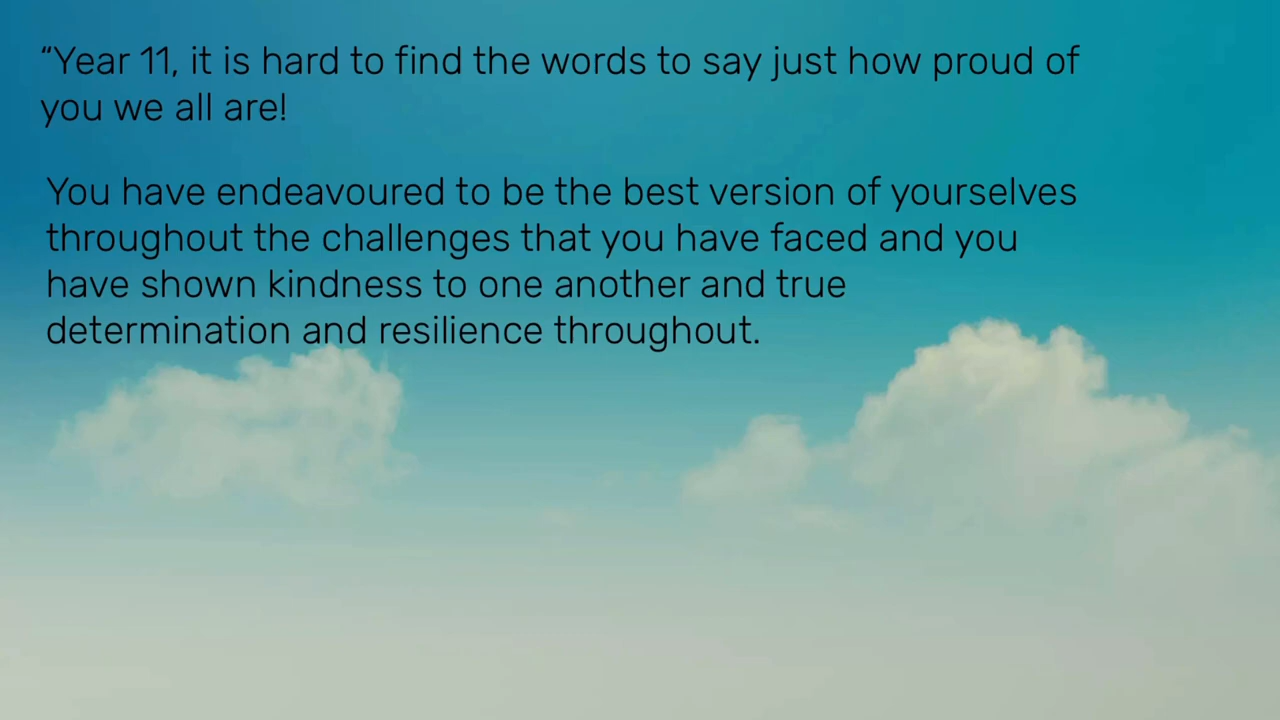 “Year 11, it is hard to find the words to say just how proud of
you we all are!
You have endeavoured to be the best version of yourselves
throughout the challenges that you have faced and you
have shown kindness to one another and true
determination and resilience throughout.